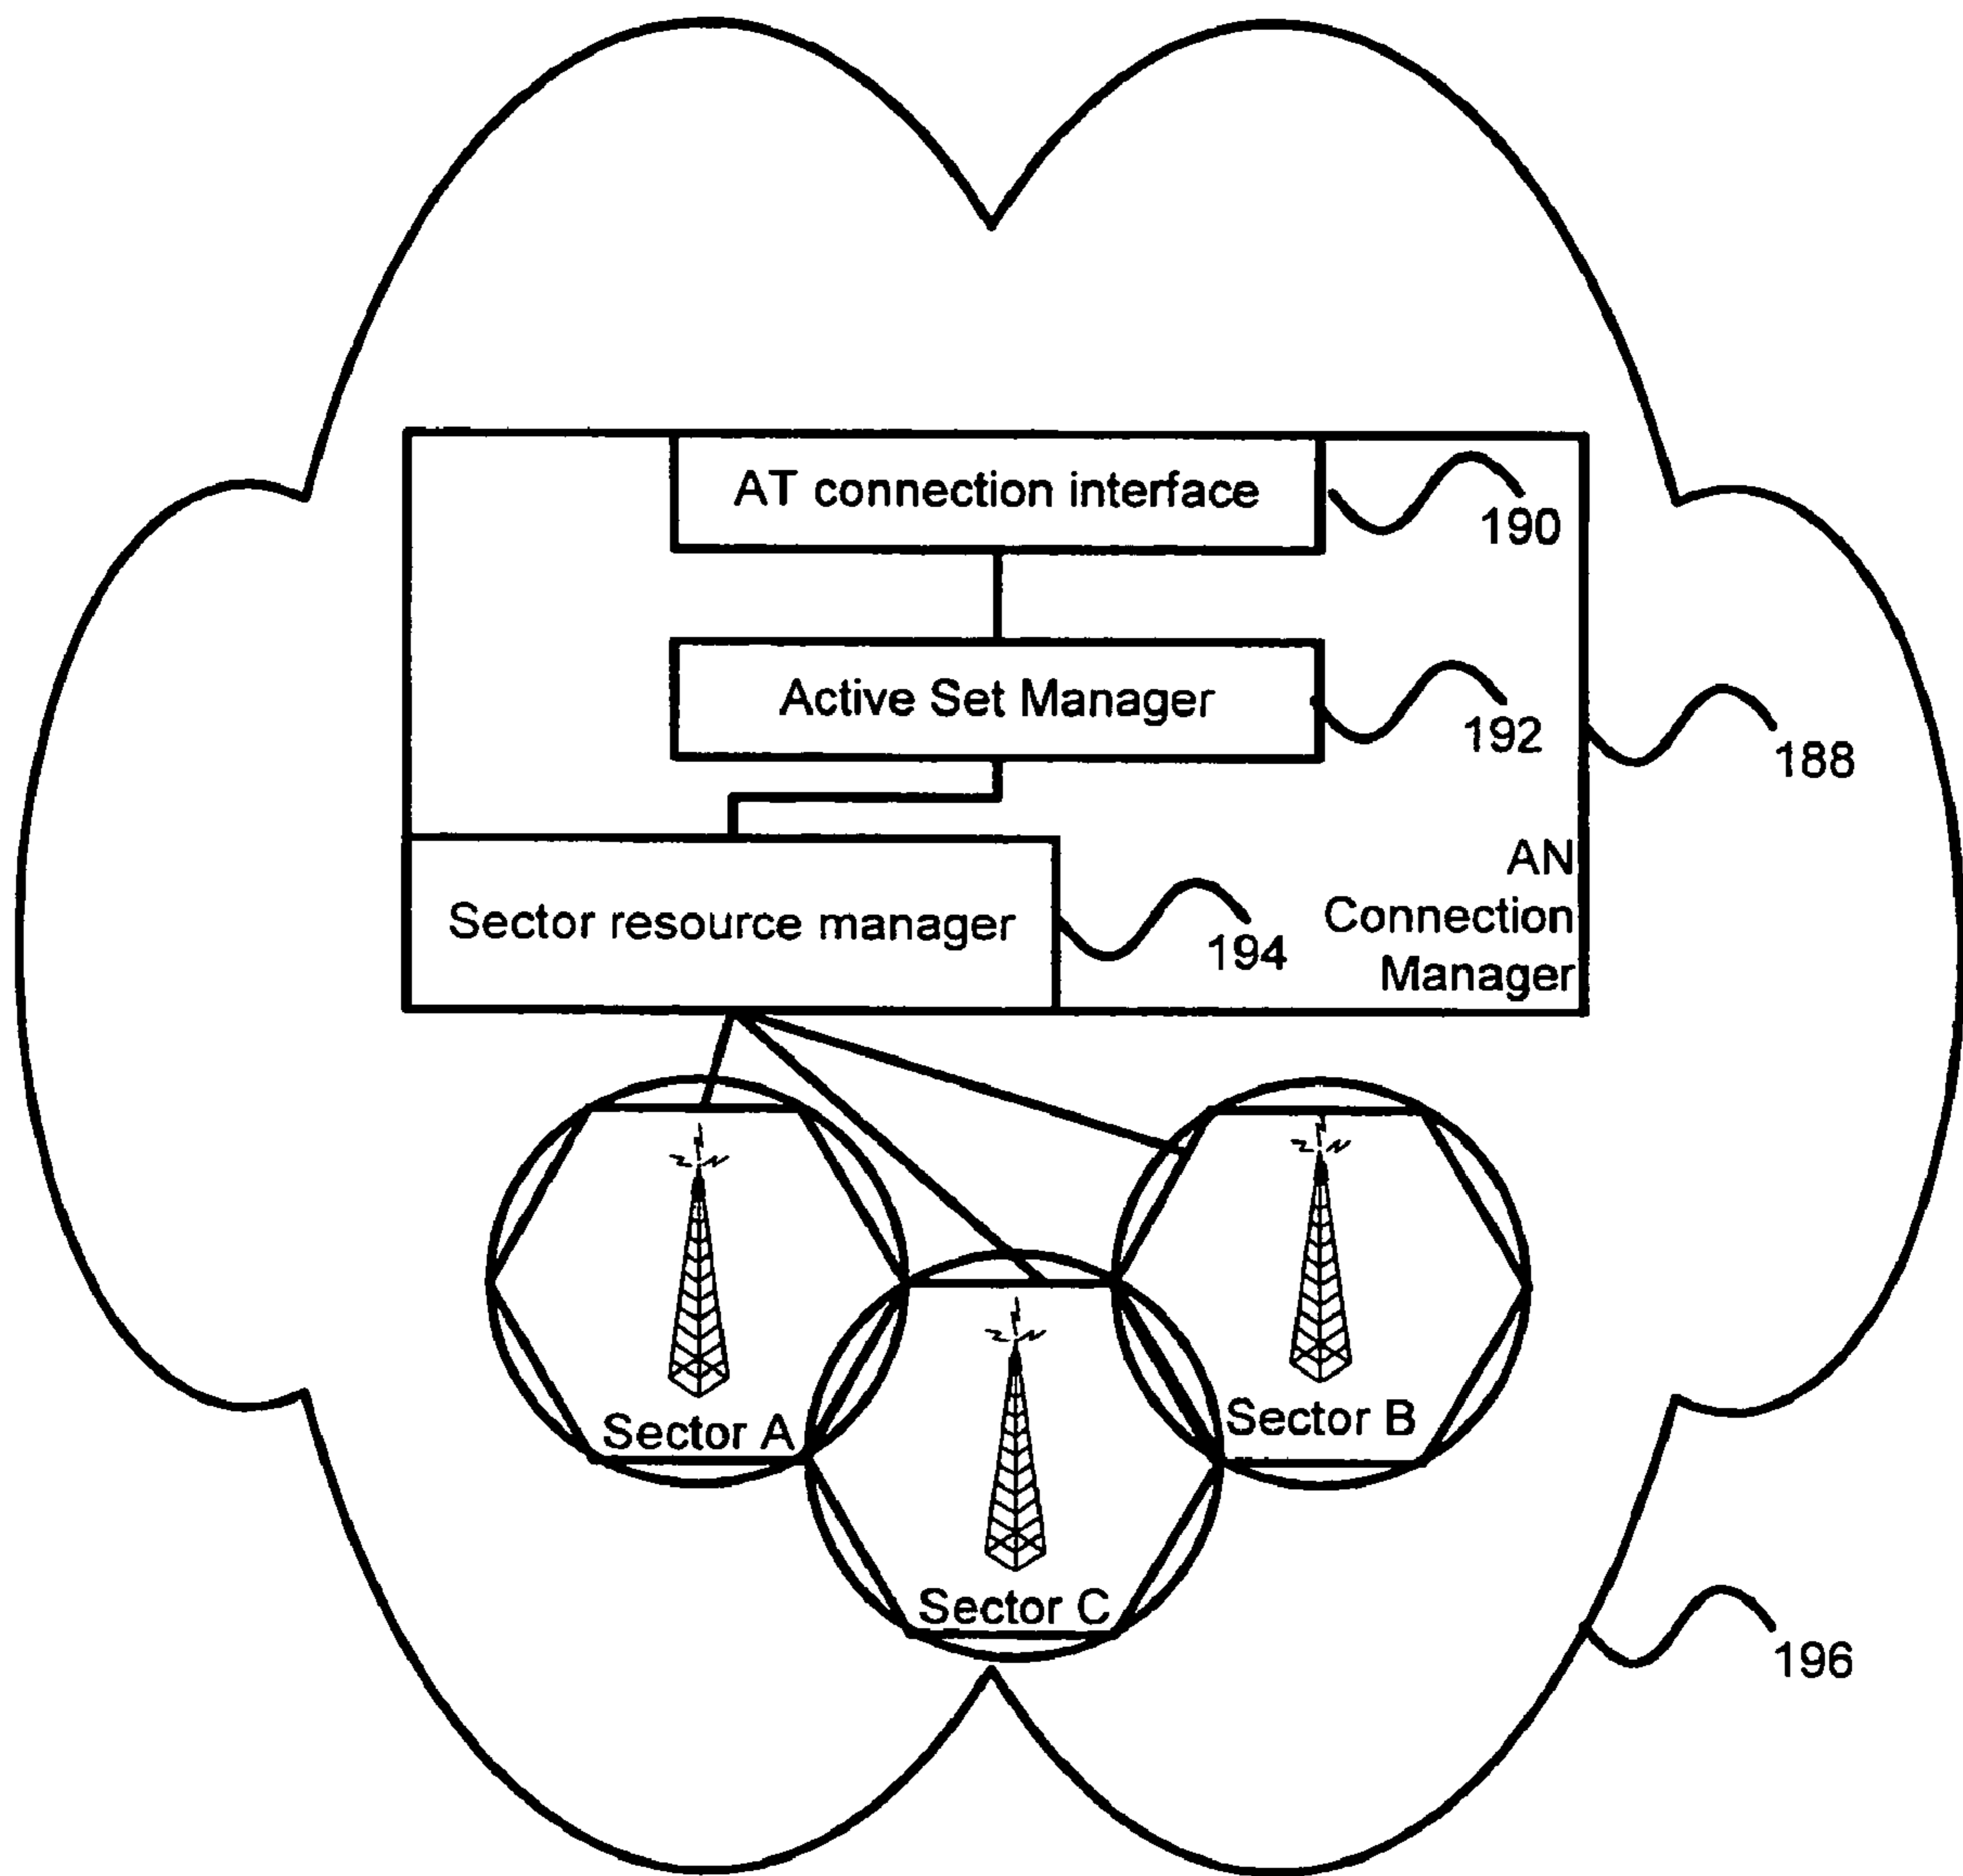 AT connection interface
190
Active Set Manager
192
188
AN
Connection
Manager
Sector resource manager
194
Sector A
Sector B
Sector C
196